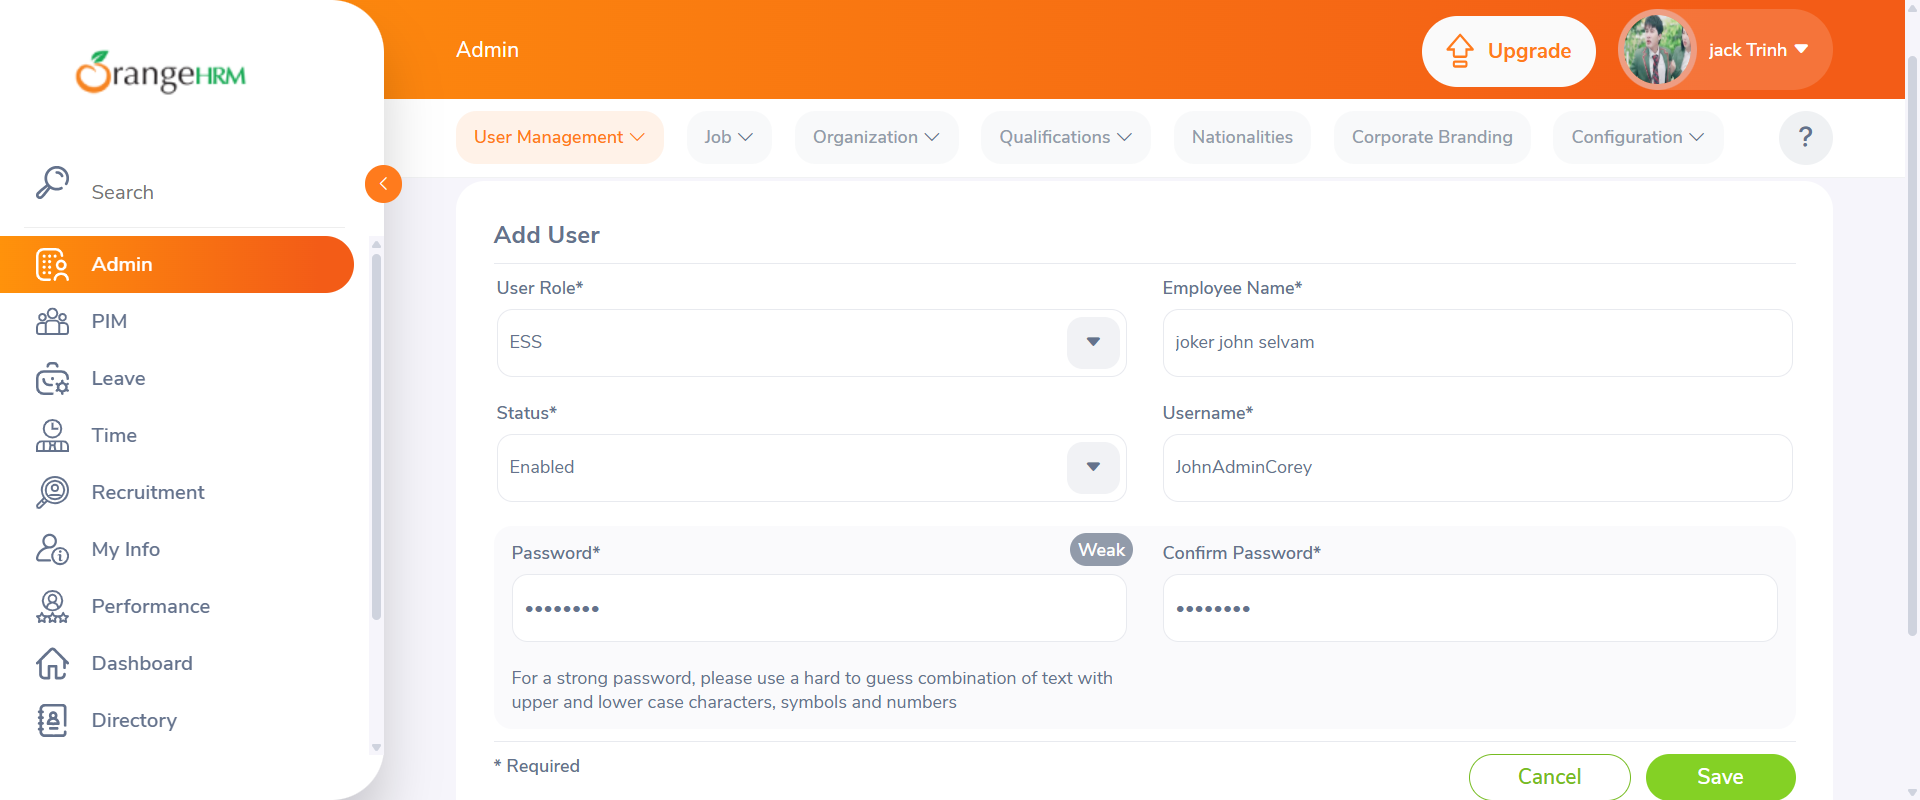 OrangeHRM
Search
Admin
PIM
Leave
Time
Recruitment
My Info
Performance
Dashboard
Directory
Admin
Upgrade
jack Trinh
User Management
Job
Organization
Qualifications
Nationalities
Corporate Branding
Configuration
?
Add User
User Role*
ESS
Employee Name*
joker john selvam
Status*
Enabled
Username*
JohnAdminCorey
Password*
Weak
••••••••
Confirm Password*
••••••••
For a strong password, please use a hard to guess combination of text with
upper and lower case characters, symbols and numbers
* Required
Cancel
Save